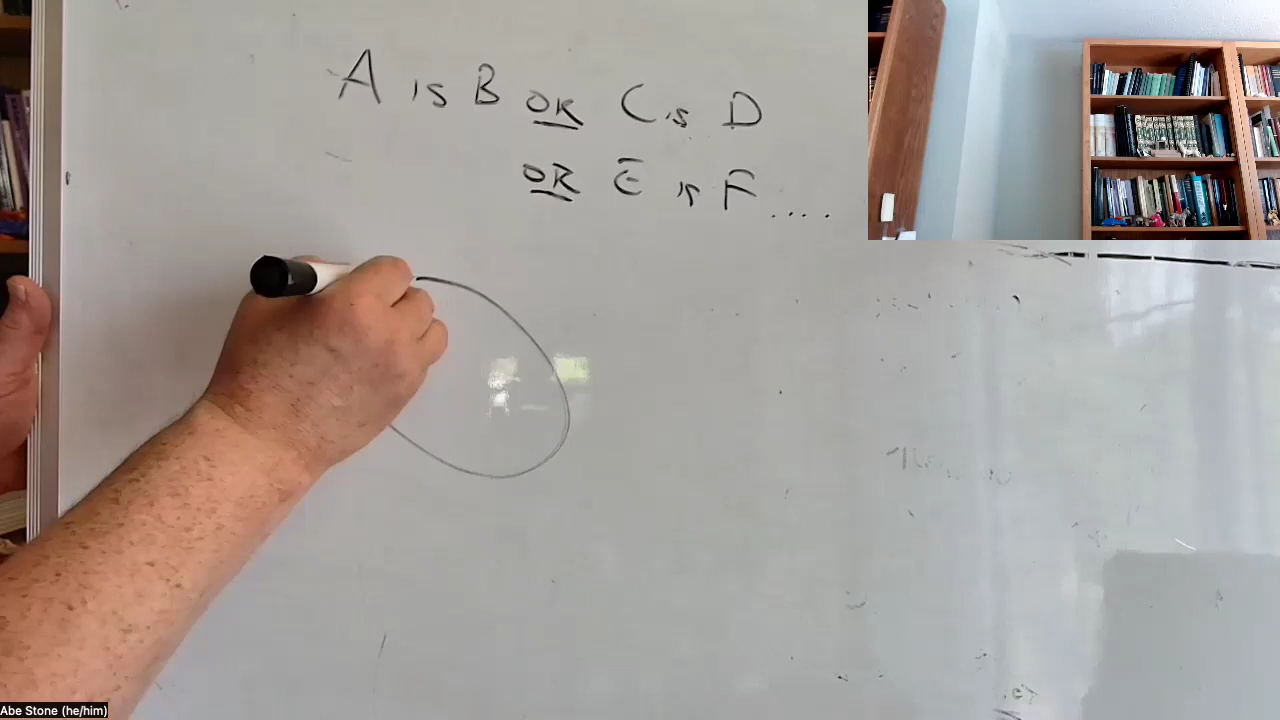 A is B OR C is D
OR E is F....
Abe Stone (he/him)